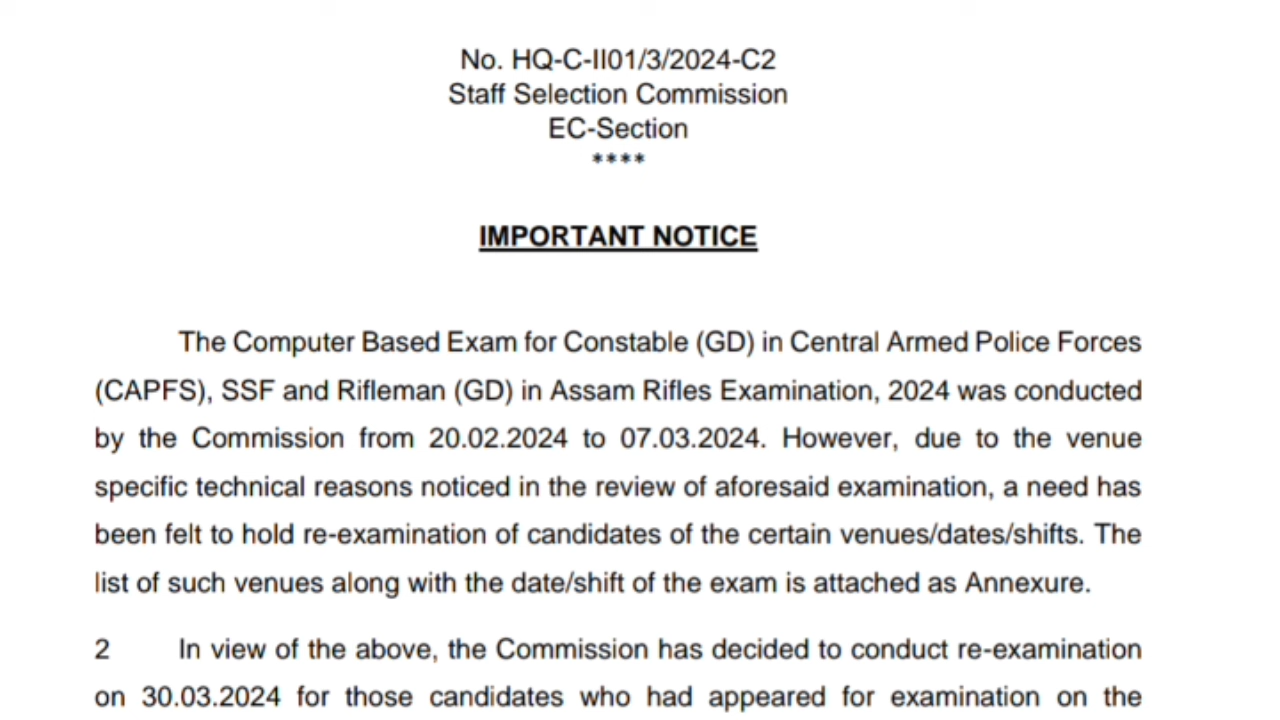 No. HQ-C-II01/3/2024-C2
Staff Selection Commission
EC-Section
****
IMPORTANT NOTICE
The Computer Based Exam for Constable (GD) in Central Armed Police Forces
(CAPFS), SSF and Rifleman (GD) in Assam Rifles Examination, 2024 was conducted
by the Commission from 20.02.2024 to 07.03.2024. However, due to the venue
specific technical reasons noticed in the review of aforesaid examination, a need has
been felt to hold re-examination of candidates of the certain venues/dates/shifts. The
list of such venues along with the date/shift of the exam is attached as Annexure.
2 In view of the above, the Commission has decided to conduct re-examination
on 30.03.2024 for those candidates who had appeared for examination on the